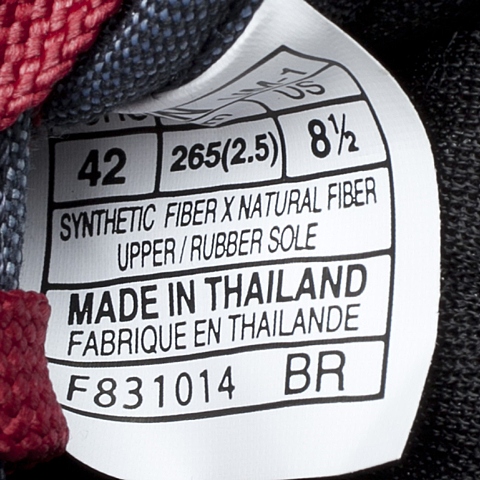 US
42 265(2.5) 8½
SYNTHETIC FIBER X NATURAL FIBER
UPPER / RUBBER SOLE
MADE IN THAILAND
FABRIQUE EN THAILANDE
F831014 BR